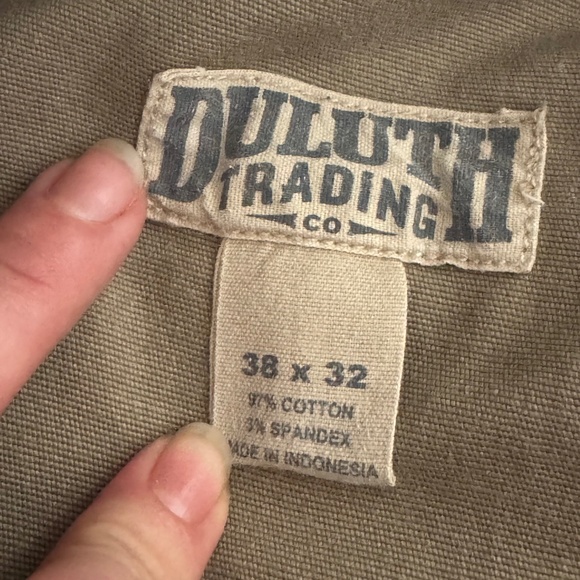 DULUTH
TRADING
CO
38 x 32
97% COTTON
3% SPANDEX
MADE IN INDONESIA